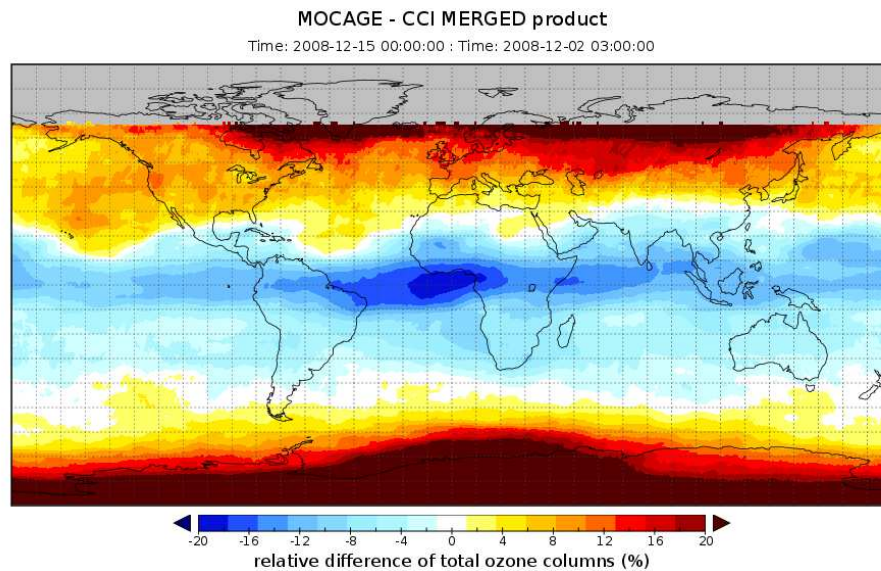 MOCAGE - CCI MERGED product
Time: 2008-12-15 00:00:00 : Time: 2008-12-02 03:00:00
-20 -16 -12 -8 -4 0 4 8 12 16 20
relative difference of total ozone columns (%)